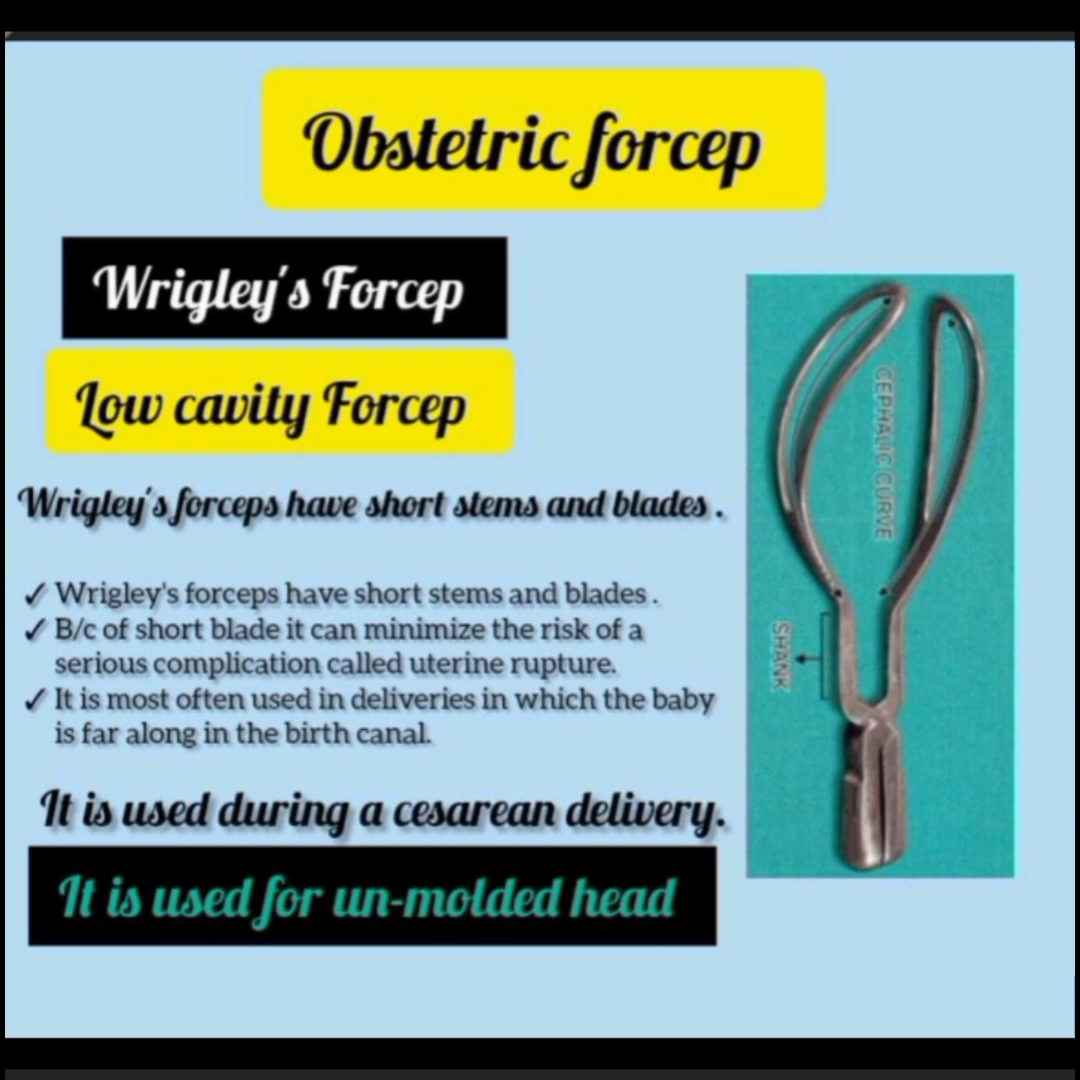 Obstetric forcep
Wrigley's Forcep
Low cavity Forcep
Wrigley's forceps have short stems and blades .
✓ Wrigley's forceps have short stems and blades .
✓ B/c of short blade it can minimize the risk of a
serious complication called uterine rupture.
✓ It is most often used in deliveries in which the baby
is far along in the birth canal.
It is used during a cesarean delivery.
It is used for un-molded head
CEPHALIC CURVE
SHANK